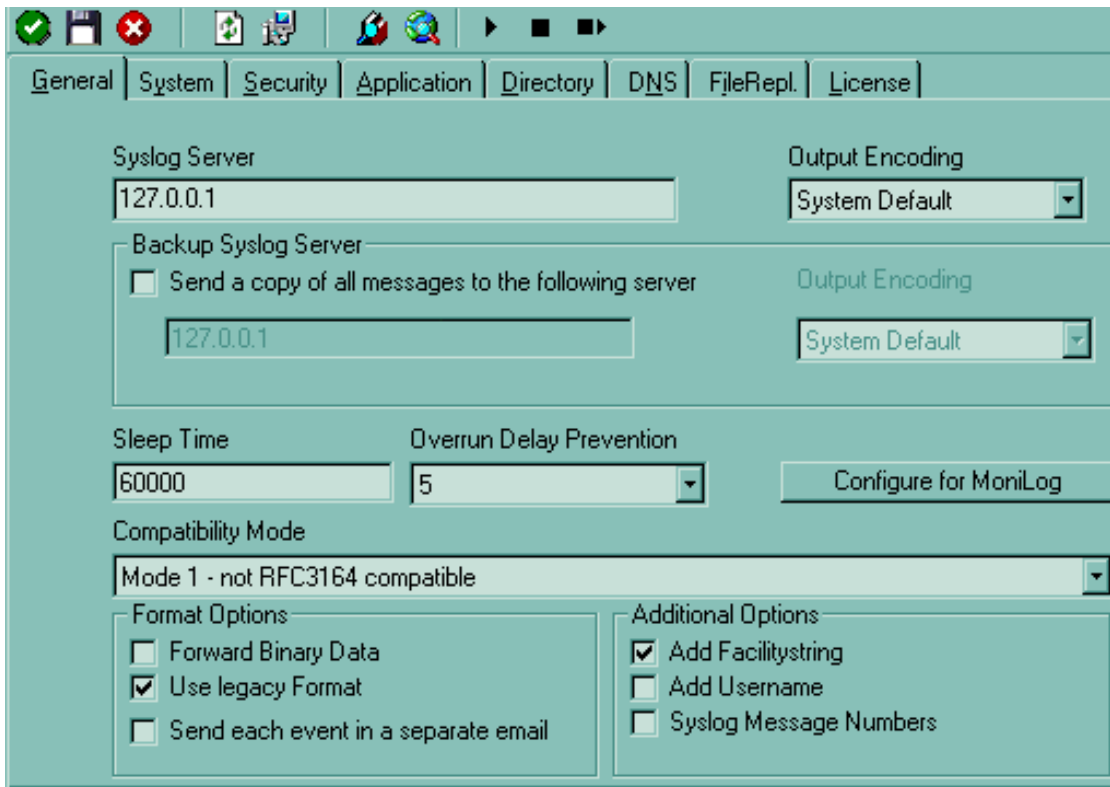 General System Security Application Directory DNS FileRepl. License
Syslog Server Output Encoding
127.0.0.1 System Default
Backup Syslog Server
Send a copy of all messages to the following server Output Encoding
127.0.0.1 System Default
Sleep Time Overrun Delay Prevention
60000 5 Configure for MoniLog
Compatibility Mode
Mode 1 - not RFC3164 compatible
Format Options Additional Options
Forward Binary Data Add Facilitystring
Use legacy Format Add Username
Send each event in a separate email Syslog Message Numbers